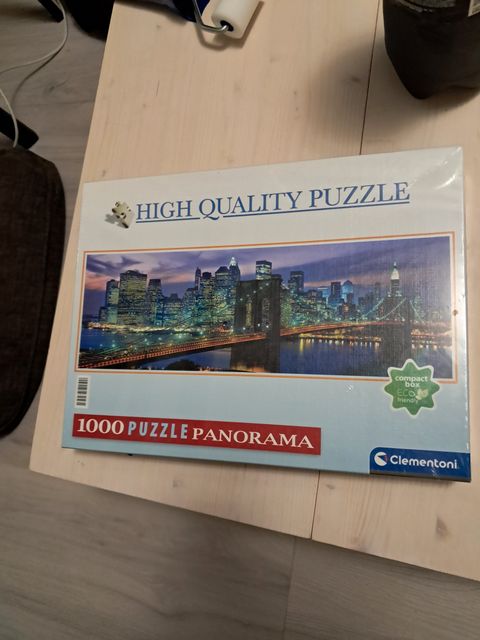 HIGH QUALITY PUZZLE
compact
box
ECO
friendly
1000 PUZZLE PANORAMA
Clementoni